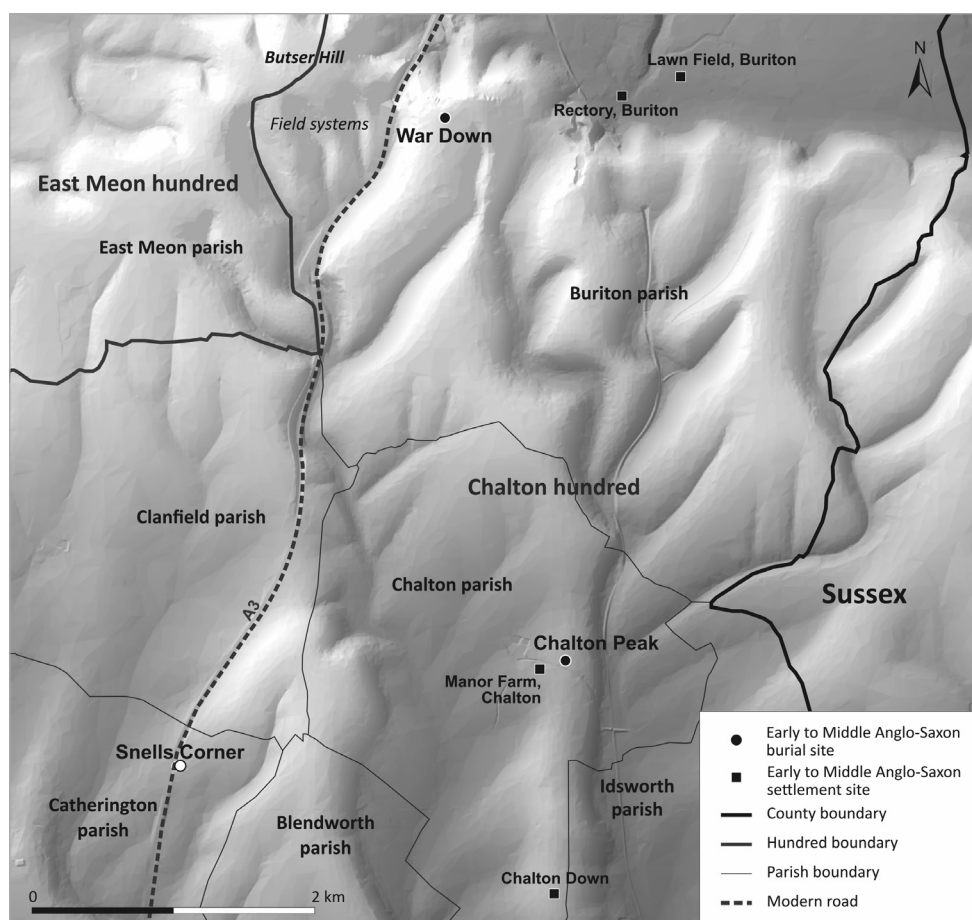 Butser Hill
Lawn Field, Buriton
N
Rectory, Buriton
Field systems
War Down
East Meon hundred
East Meon parish
Buriton parish
Chalton hundred
Clanfield parish
Chalton parish
Sussex
A3
Chalton Peak
Manor Farm,
Chalton
Snells Corner
Idsworth
parish
Catherington
parish
Blendworth
parish
Chalton Down
0
2 km
Early to Middle Anglo-Saxon
burial site
Early to Middle Anglo-Saxon
settlement site
County boundary
Hundred boundary
Parish boundary
Modern road